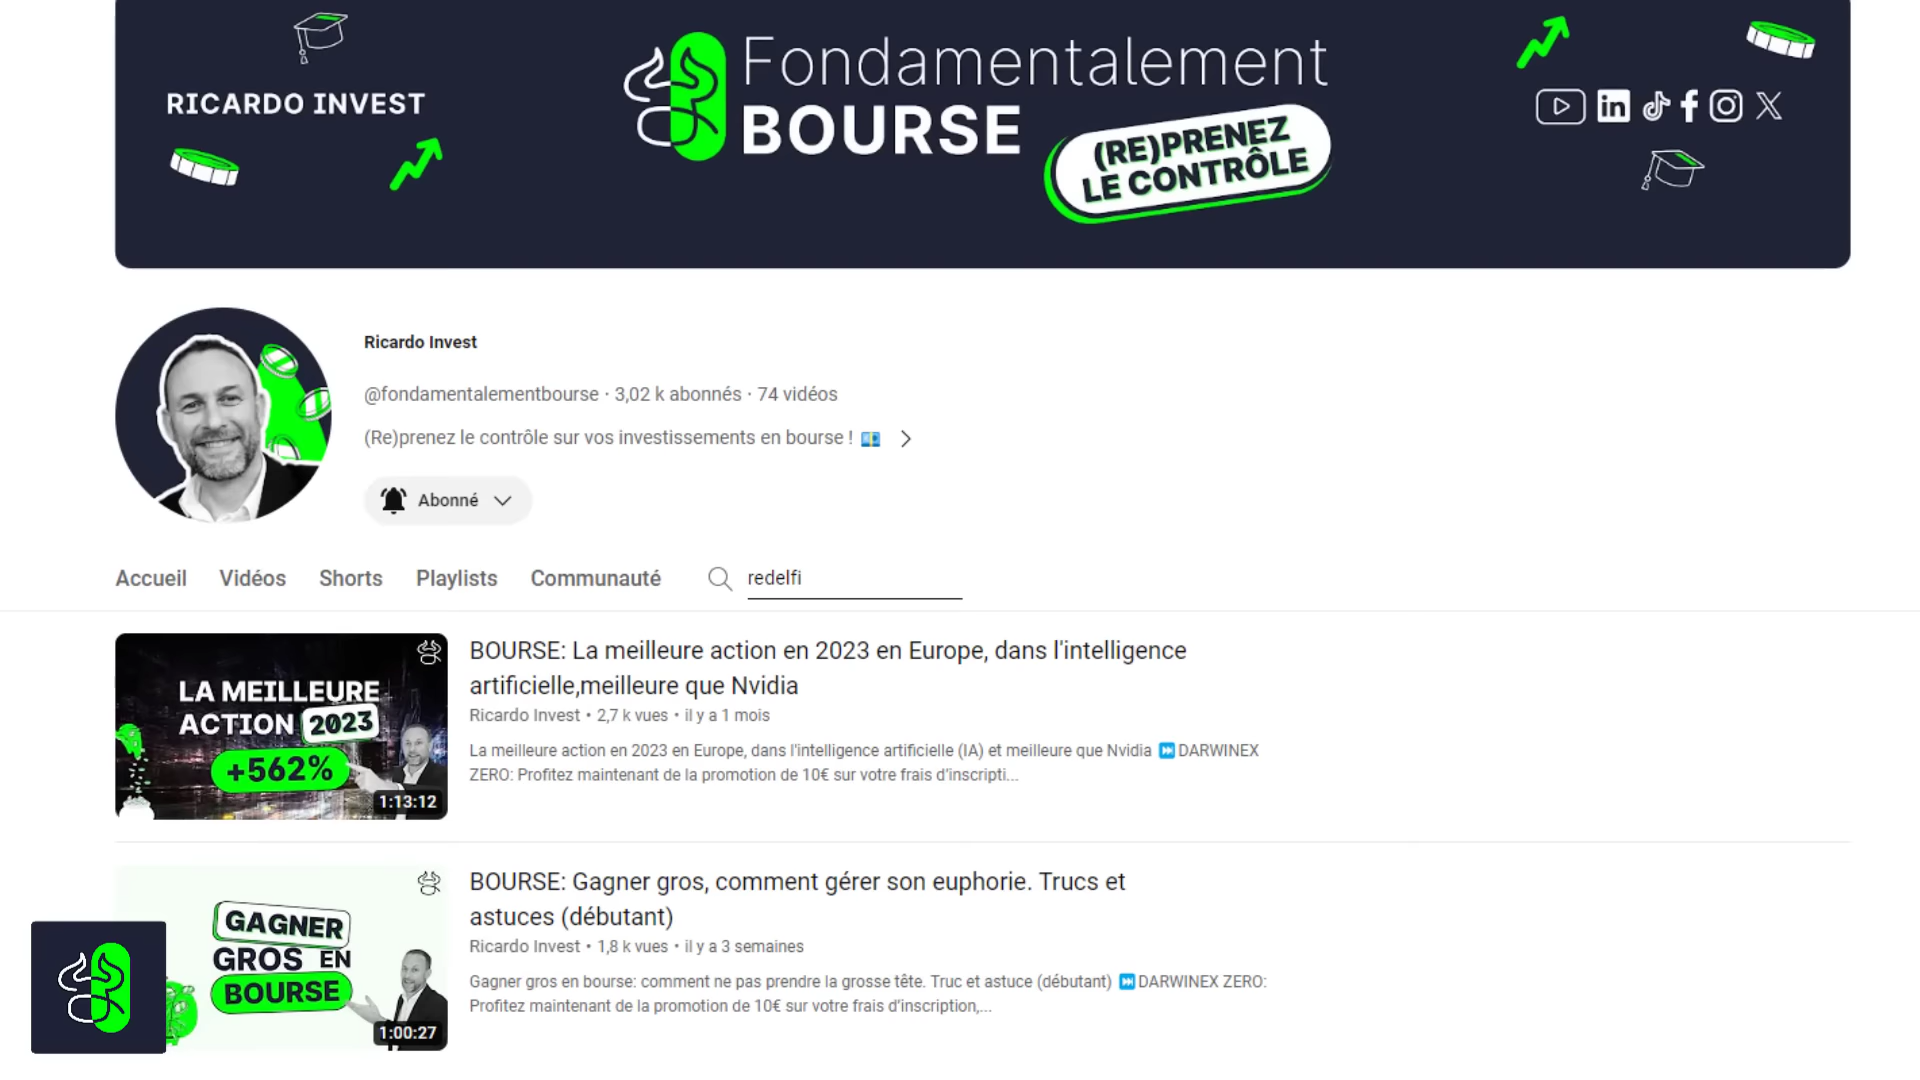 RICARDO INVEST
Fondamentalement
BOURSE
(RE)PRENEZ
LE CONTRÔLE
Ricardo Invest
@fondamentalementbourse · 3,02 k abonnés · 74 vidéos
(Re)prenez le contrôle sur vos investissements en bourse !
Abonné
Accueil Vidéos Shorts Playlists Communauté redelfi
LA MEILLEURE
ACTION 2023
+562%
1:13:12
BOURSE: La meilleure action en 2023 en Europe, dans l'intelligence
artificielle,meilleure que Nvidia
Ricardo Invest • 2,7 k vues • il y a 1 mois
La meilleure action en 2023 en Europe, dans l'intelligence artificielle (IA) et meilleure que Nvidia ⏭ DARWINEX
ZERO: Profitez maintenant de la promotion de 10€ sur votre frais d'inscripti...
GAGNER
GROS EN
BOURSE
1:00:27
BOURSE: Gagner gros, comment gérer son euphorie. Trucs et
astuces (débutant)
Ricardo Invest • 1,8 k vues • il y a 3 semaines
Gagner gros en bourse: comment ne pas prendre la grosse tête. Truc et astuce (débutant) ⏭ DARWINEX ZERO:
Profitez maintenant de la promotion de 10€ sur votre frais d'inscription,...